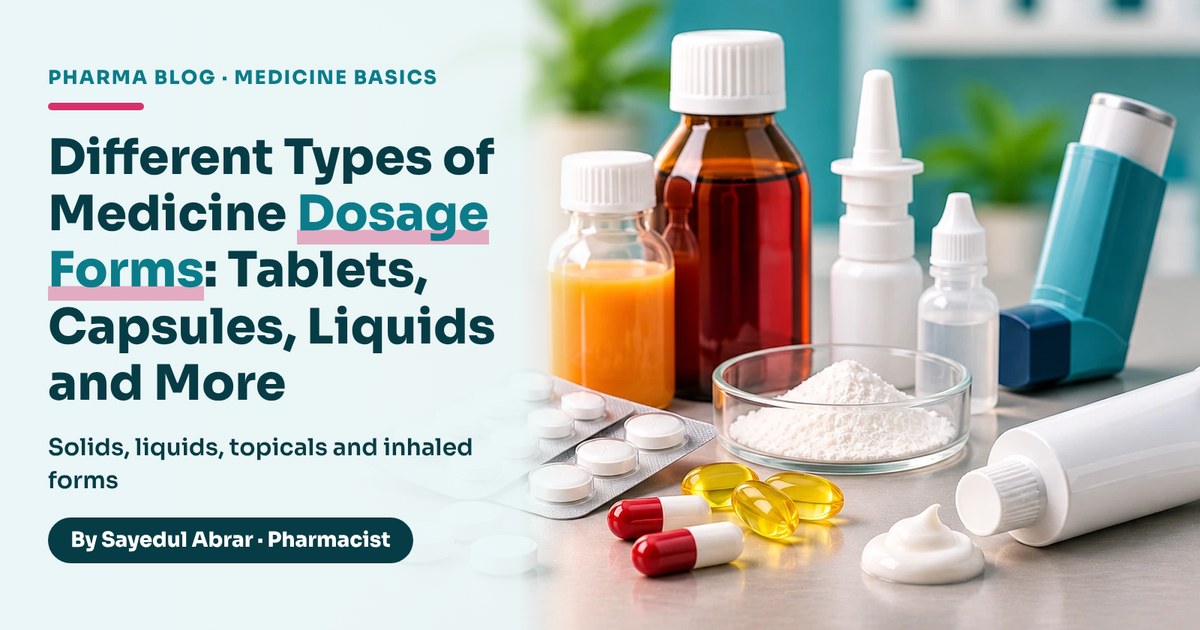 PHARMA BLOG · MEDICINE BASICS
Different Types of
Medicine Dosage
Forms: Tablets,
Capsules, Liquids
and More
Solids, liquids, topicals and inhaled
forms
By Sayedul Abrar · Pharmacist